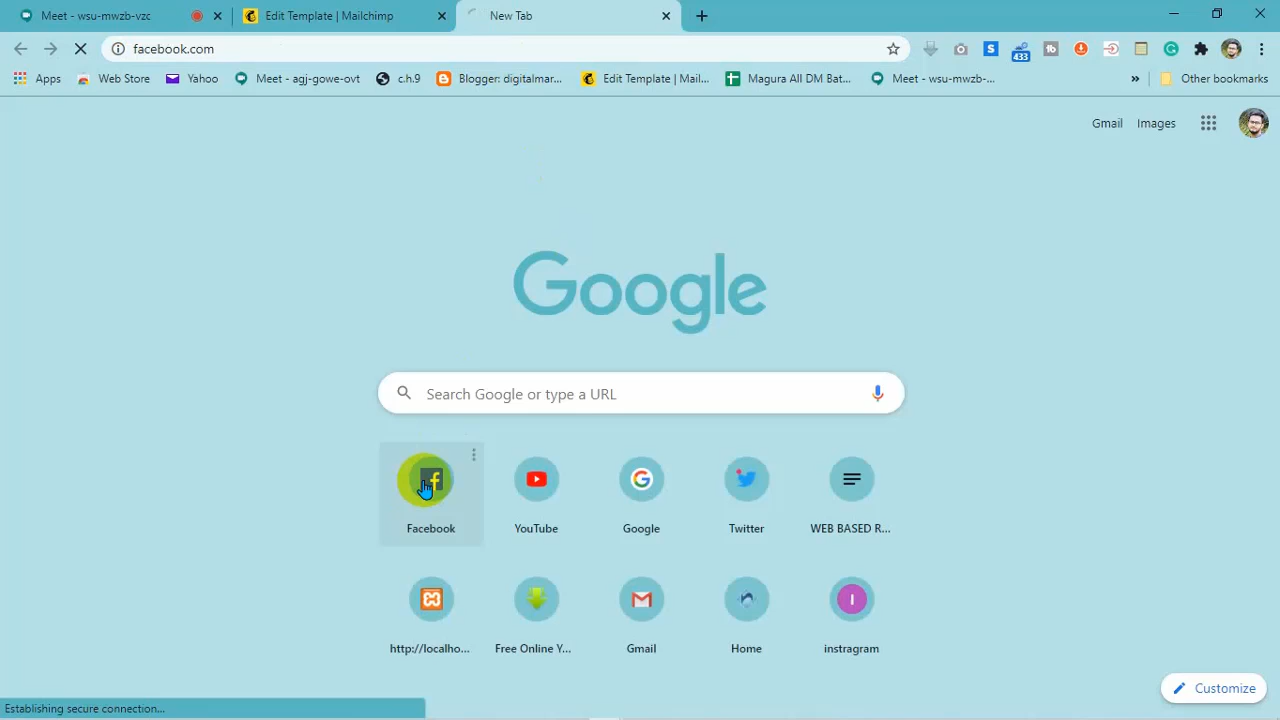 Meet - wsu-mwzb-vzc
Edit Template | Mailchimp
New Tab
facebook.com
S
433
tb
Apps
Web Store
Yahoo
Meet - agj-gowe-ovt
c.h.9
Blogger: digitalmar...
Edit Template | Mail...
Magura All DM Bat...
Meet - wsu-mwzb-...
»
Other bookmarks
Gmail
Images
Google
Search Google or type a URL
Facebook
YouTube
Google
Twitter
WEB BASED R...
I
http://localho...
Free Online Y...
Gmail
Home
instragram
Customize
Establishing secure connection...